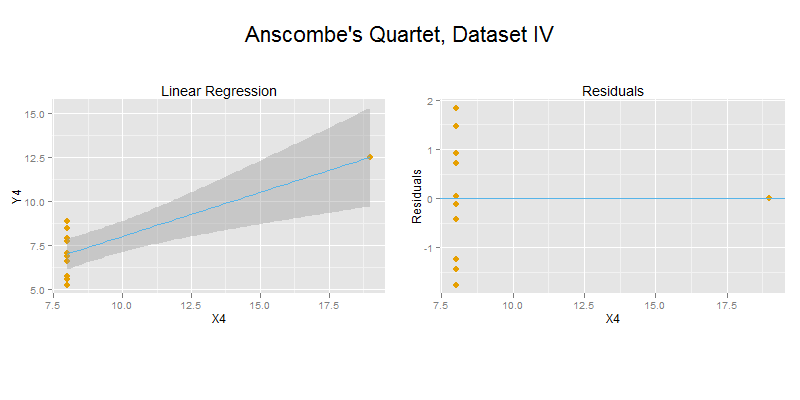 Anscombe's Quartet, Dataset IV
Linear Regression
15.0
12.5
10.0
7.5
5.0
Y4
7.5 10.0 12.5 15.0 17.5
X4
Residuals
2
1
0
-1
Residuals
7.5 10.0 12.5 15.0 17.5
X4